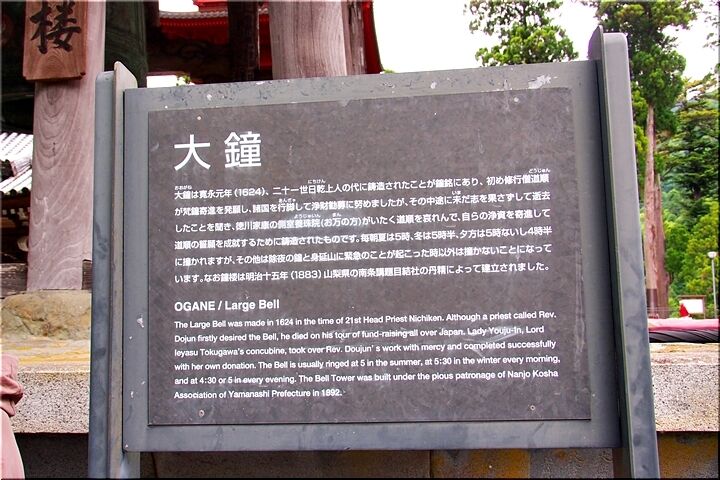 楼
大鐘
大鐘は寛永元年(1624)、二十一世日乾上人の代に鋳造されたことが鐘銘にあり、初め修行僧道順
が梵鐘寄進を発願し、諸国を行脚して浄財勧募に努めましたが、その中途に未だ志を果さずして逝去
したことを聞き、徳川家康の側室養珠院(お万の方)がいたく道順を哀れんで、自らの浄資を寄進して
道順の誓願を成就するために鋳造されたものです。毎朝夏は5時、冬は5時半、夕方は5時ないし4時半
に撞かれますが、その他は除夜の鐘と身延山に緊急のことが起こった時以外は撞かないことになって
います。なお鐘楼は明治十五年(1883)山梨県の南条講題目結社の丹精によって建立されました。
OGANE / Large Bell
The Large Bell was made in 1624 in the time of 21st Head Priest Nichiken. Although a priest called Rev.
Dojun firstly desired the Bell, he died on his tour of fund-raising all over Japan. Lady Youju-In, Lord
Ieyasu Tokugawa's concubine, took over Rev. Doujun's work with mercy and completed successfully
with her own donation. The Bell is usually ringed at 5 in the summer, at 5:30 in the winter every morning,
and at 4:30 or 5 in every evening. The Bell Tower was built under the pious patronage of Nanjo Kosha
Association of Yamanashi Prefecture in 1892.